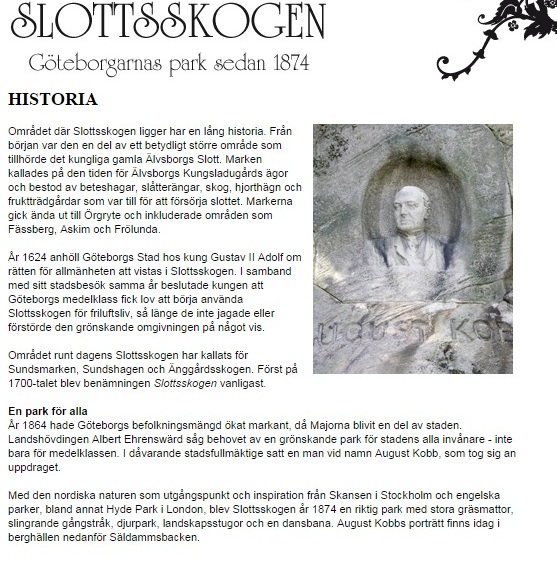 SLOTTSSKOGEN
Göteborgarnas park sedan 1874
HISTORIA
Området där Slottsskogen ligger har en lång historia. Från
början var den en del av ett betydligt större område som
tillhörde det kungliga gamla Älvsborgs Slott. Marken
kallades på den tiden för Älvsborgs Kungsladugårds ägor
och bestod av beteshagar, slåtterängar, skog, hjorthägn och
fruktträdgårdar som var till för att försörja slottet. Markerna
gick ända ut till Örgryte och inkluderade områden som
Fässberg, Askim och Frölunda.
År 1624 anhöll Göteborgs Stad hos kung Gustav II Adolf om
rätten för allmänheten att vistas i Slottsskogen. I samband
med sitt stadsbesök samma år beslutade kungen att
Göteborgs medelklass fick lov att börja använda
Slottsskogen för friluftsliv, så länge de inte jagade eller
förstörde den grönskande omgivningen på något vis.
Området runt dagens Slottsskogen har kallats för
Sundsmarken, Sundshagen och Änggårdsskogen. Först på
1700-talet blev benämningen Slottsskogen vanligast.
AUGUST KOB
En park för alla
År 1864 hade Göteborgs befolkningsmängd ökat markant, då Majorna blivit en del av staden.
Landshövdingen Albert Ehrenswärd såg behovet av en grönskande park för stadens alla invånare - inte
bara för medelklassen. I dåvarande stadsfullmäktige satt en man vid namn August Kobb, som tog sig an
uppdraget.
Med den nordiska naturen som utgångspunkt och inspiration från Skansen i Stockholm och engelska
parker, bland annat Hyde Park i London, blev Slottsskogen år 1874 en riktig park med stora gräsmattor,
slingrande gångstråk, djurpark, landskapsstugor och en dansbana. August Kobbs porträtt finns idag i
berghällen nedanför Säldammsbacken.